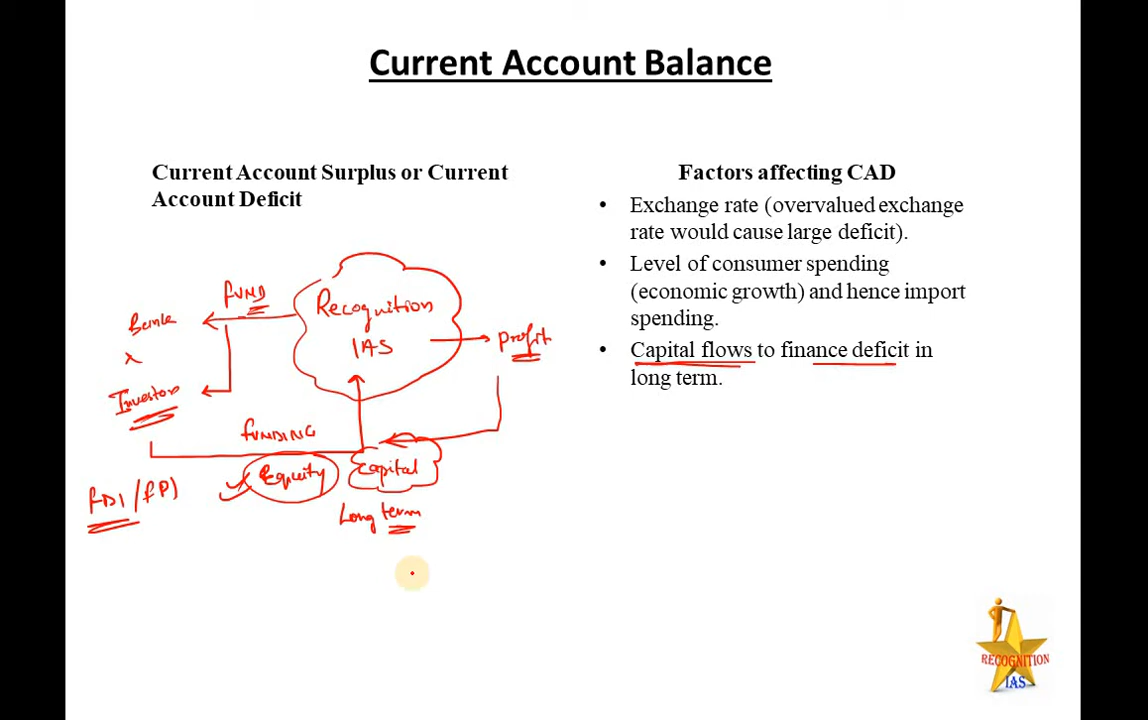 Current Account Balance
Current Account Surplus or Current
Account Deficit
FUND
Recognition
IAS
Bank
Investor
Profit
FUNDING
Equity
Capital
FDI/FPI
Long term
Factors affecting CAD
• Exchange rate (overvalued exchange
rate would cause large deficit).
• Level of consumer spending
(economic growth) and hence import
spending.
• Capital flows to finance deficit in
long term.
RECOGNITION
IAS